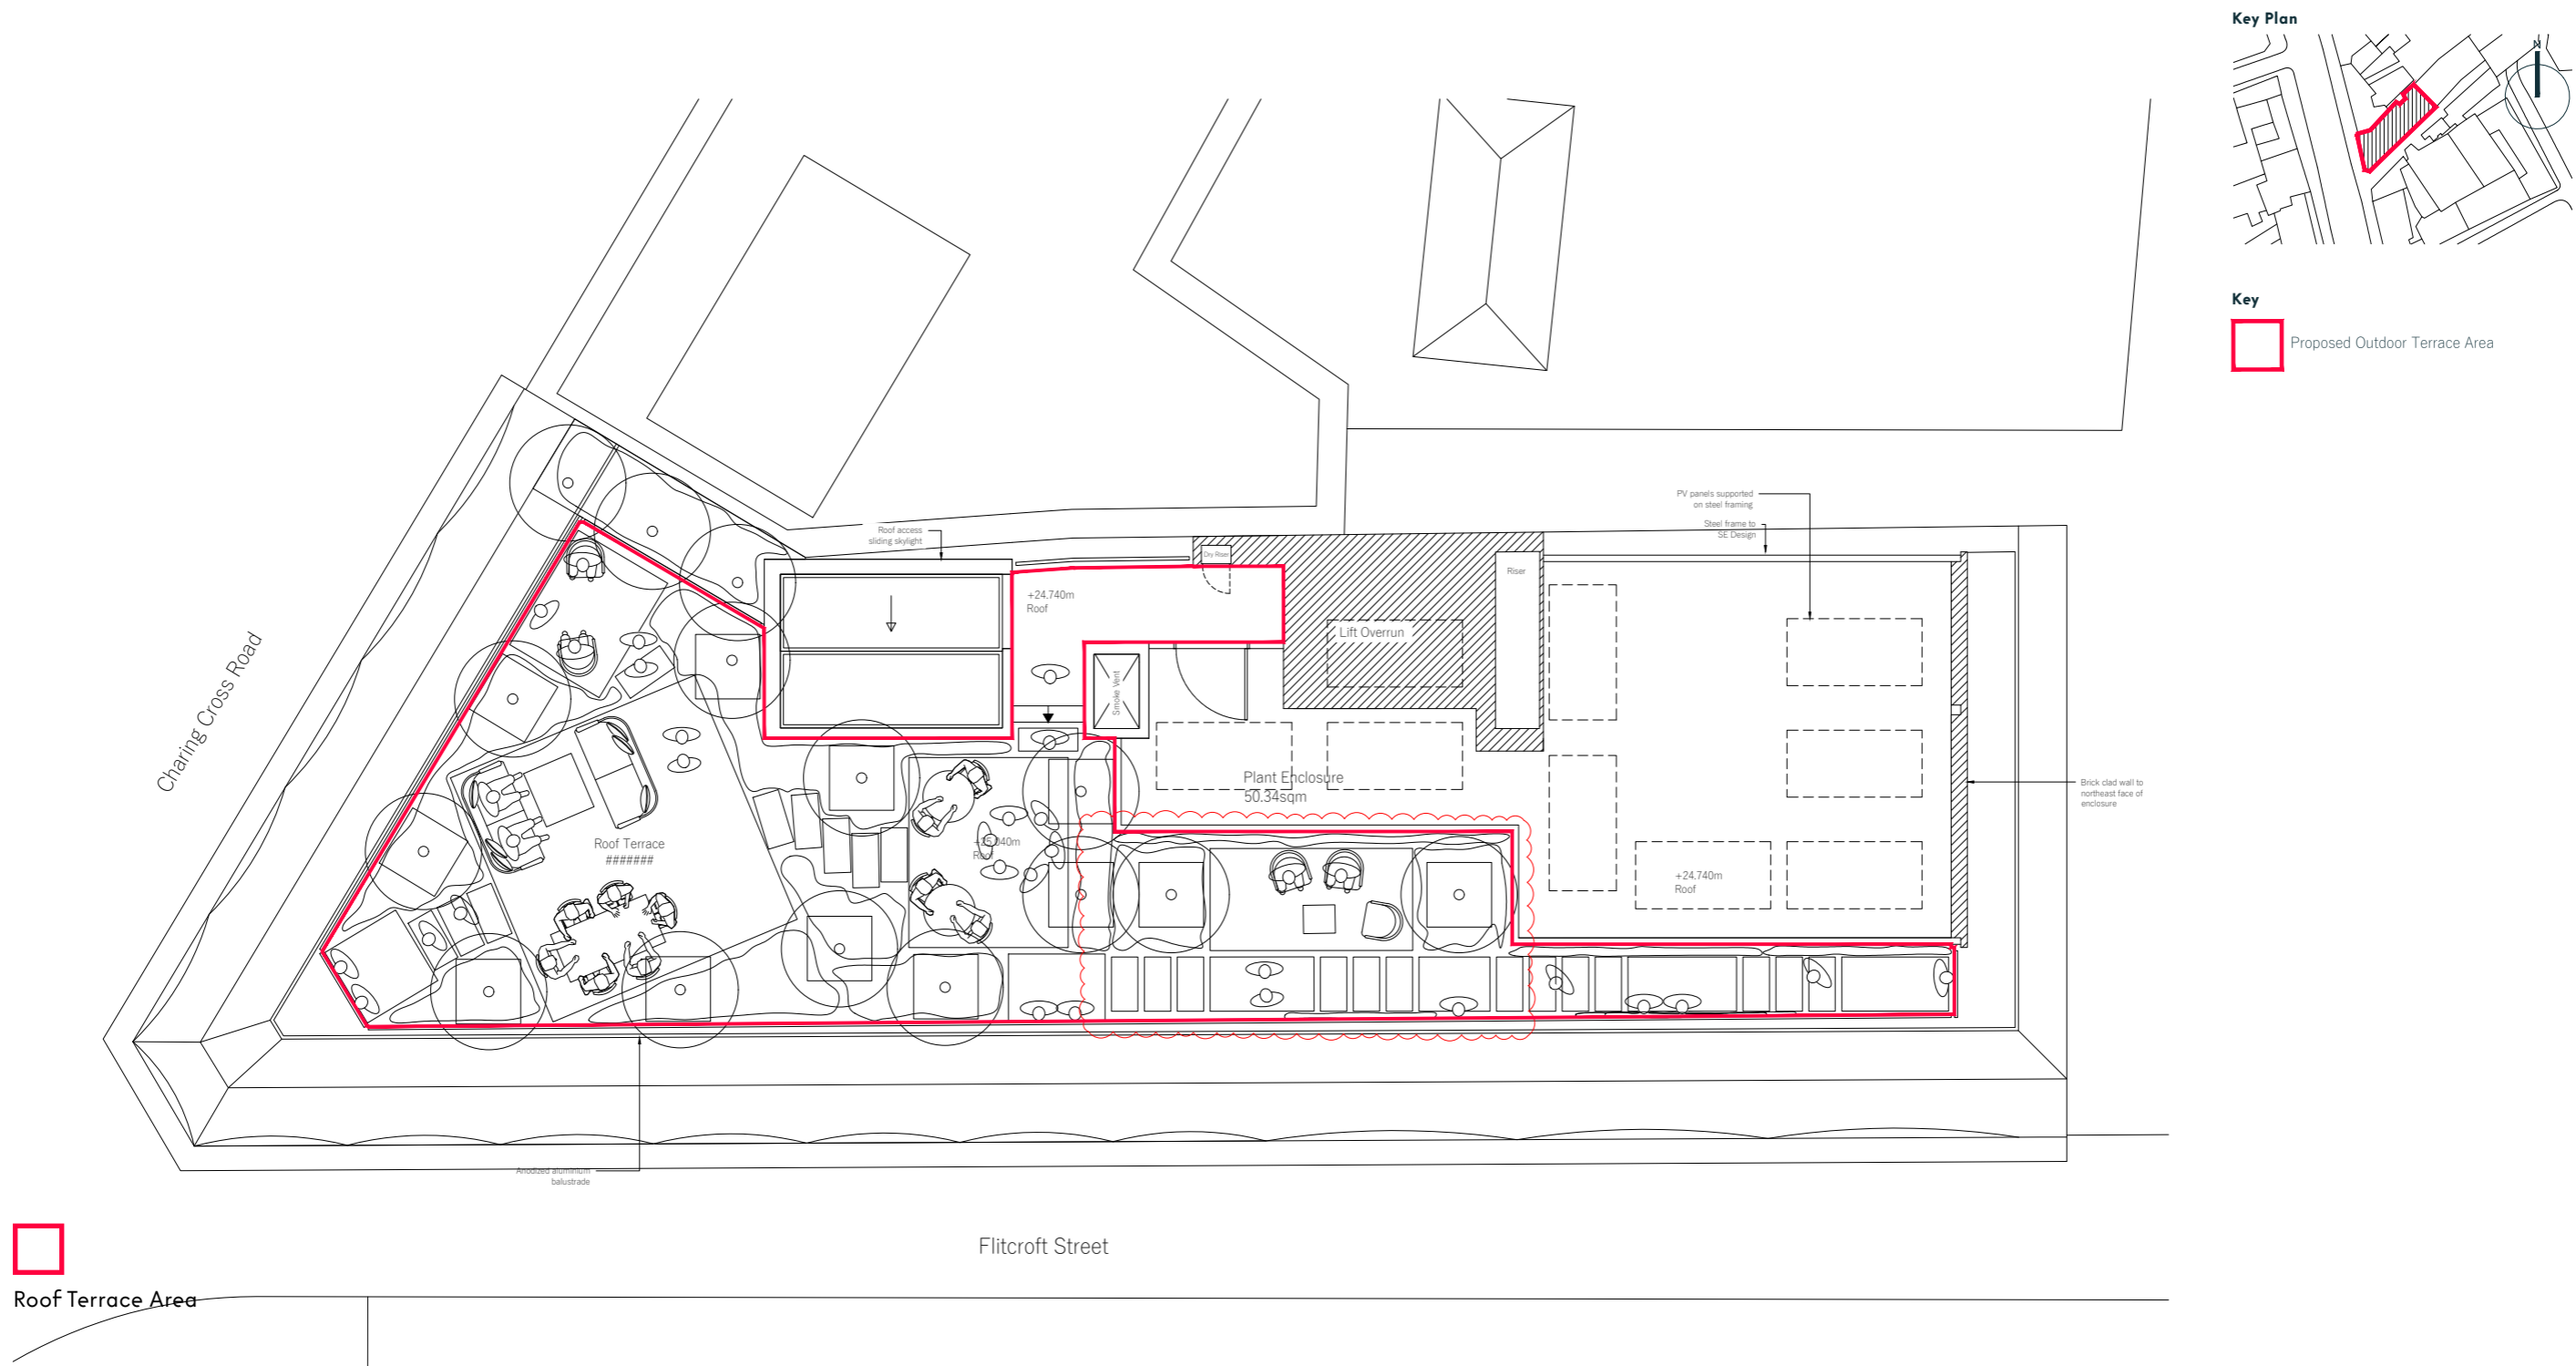 Key Plan
N
Key
Proposed Outdoor Terrace Area
Charing Cross Road
Roof access
sliding skylight
+24.740m
Roof
Dry Riser
Smoke Vent
Lift Overrun
Riser
PV panels supported
on steel framing
Steel frame to
SE Design
Plant Enclosure
50.34sqm
Brick clad wall to
northeast face of
enclosure
Roof Terrace
#######
+25.040m
Roof
+24.740m
Roof
Anodized aluminium
balustrade
Flitcroft Street
Roof Terrace Area